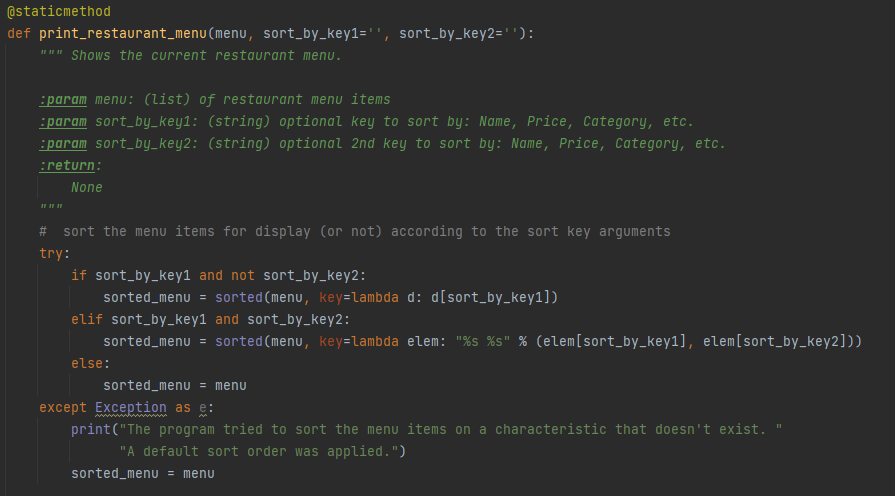 @staticmethod
def print_restaurant_menu(menu, sort_by_key1='', sort_by_key2=''):
    """ Shows the current restaurant menu.

    :param menu: (list) of restaurant menu items
    :param sort_by_key1: (string) optional key to sort by: Name, Price, Category, etc.
    :param sort_by_key2: (string) optional 2nd key to sort by: Name, Price, Category, etc.
    :return:
        None
    """
    #  sort the menu items for display (or not) according to the sort key arguments
    try:
        if sort_by_key1 and not sort_by_key2:
            sorted_menu = sorted(menu, key=lambda d: d[sort_by_key1])
        elif sort_by_key1 and sort_by_key2:
            sorted_menu = sorted(menu, key=lambda elem: "%s %s" % (elem[sort_by_key1], elem[sort_by_key2]))
        else:
            sorted_menu = menu
    except Exception as e:
        print("The program tried to sort the menu items on a characteristic that doesn't exist. "
              "A default sort order was applied.")
        sorted_menu = menu